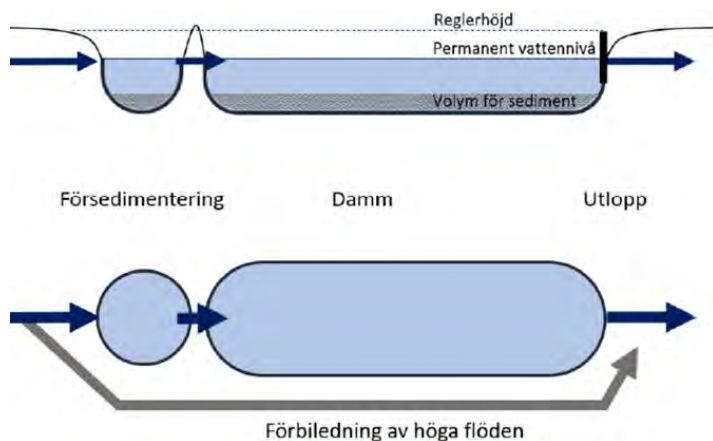 Reglerhöjd
Permanent vattennivå
Volym för sediment
Försedimentering
Damm
Utlopp
Förbiledning av höga flöden